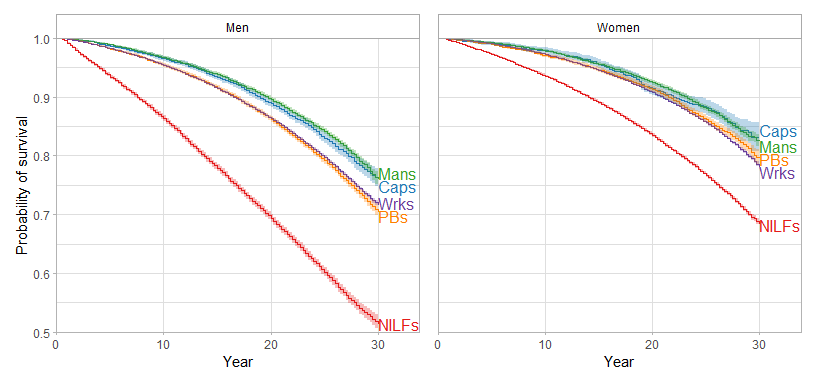 Men
Women
Probability of survival
1.0
0.9
0.8
0.7
0.6
0.5
Mans
Caps
Wrks
PBs
NILFs
Caps
Mans
PBs
Wrks
NILFs
0 10 20 30
0 10 20 30
Year
Year